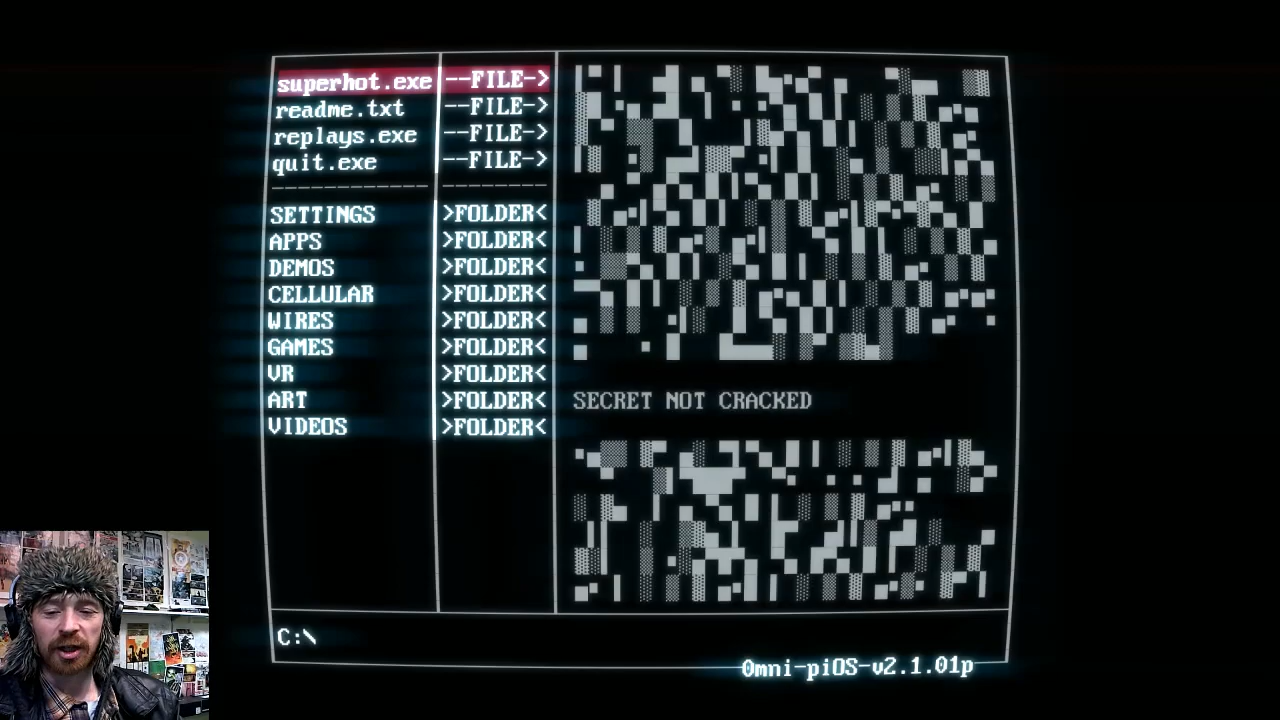 superhot.exe --FILE->
readme.txt --FILE->
replays.exe --FILE->
quit.exe --FILE->
SETTINGS >FOLDER<
APPS >FOLDER<
DEMOS >FOLDER<
CELLULAR >FOLDER<
WIRES >FOLDER<
GAMES >FOLDER<
VR >FOLDER<
ART >FOLDER<
VIDEOS >FOLDER<
SECRET NOT CRACKED
C:\
Omni-piOS-v2.1.01p